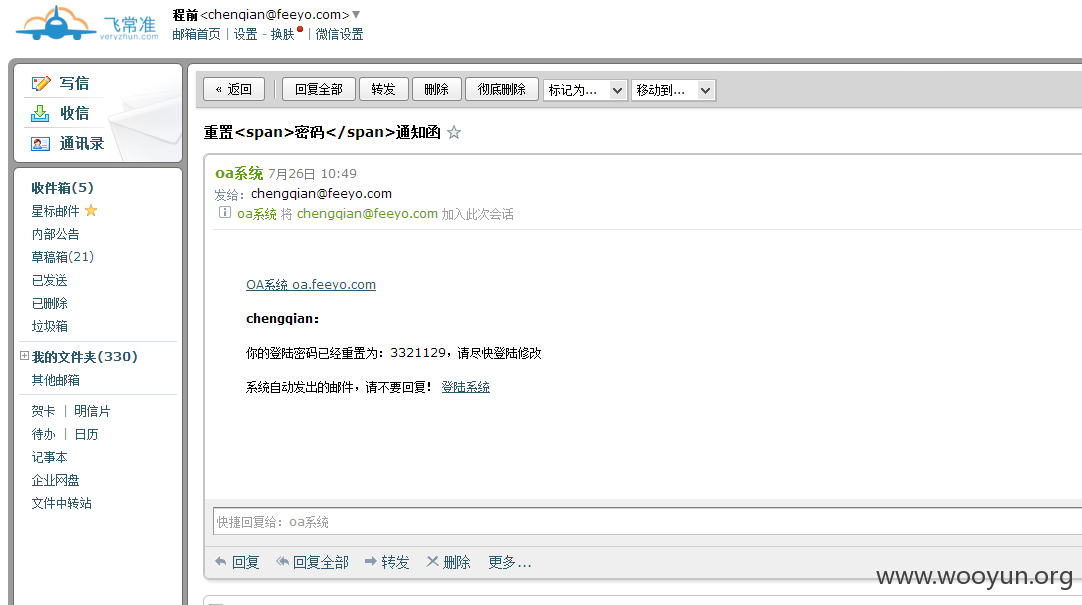 飞常准
veryzhun.com
程前<chenqian@feeyo.com>
邮箱首页 | 设置 - 换肤 | 微信设置
写信
收信
通讯录
收件箱(5)
星标邮件
内部公告
草稿箱(21)
已发送
已删除
垃圾箱
我的文件夹(330)
其他邮箱
贺卡 | 明信片
待办 | 日历
记事本
企业网盘
文件中转站
« 返回 回复全部 转发 删除 彻底删除 标记为... 移动到...
重置<span>密码</span>通知函
oa系统 7月26日 10:49
发给：chengqian@feeyo.com
oa系统 将 chengqian@feeyo.com 加入此次会话
OA系统 oa.feeyo.com
chengqian：
你的登陆密码已经重置为：3321129，请尽快登陆修改
系统自动发出的邮件，请不要回复！ 登陆系统
快捷回复给：oa系统
回复 回复全部 转发 删除 更多...
www.wooyun.org